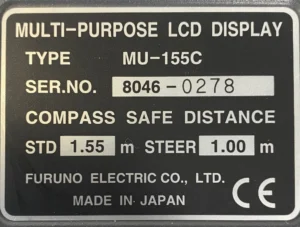 MULTI-PURPOSE LCD DISPLAY
TYPE MU-155C
SER.NO. 8046-0278
COMPASS SAFE DISTANCE
STD 1.55 m STEER 1.00 m
FURUNO ELECTRIC CO., LTD.
MADE IN JAPAN CE